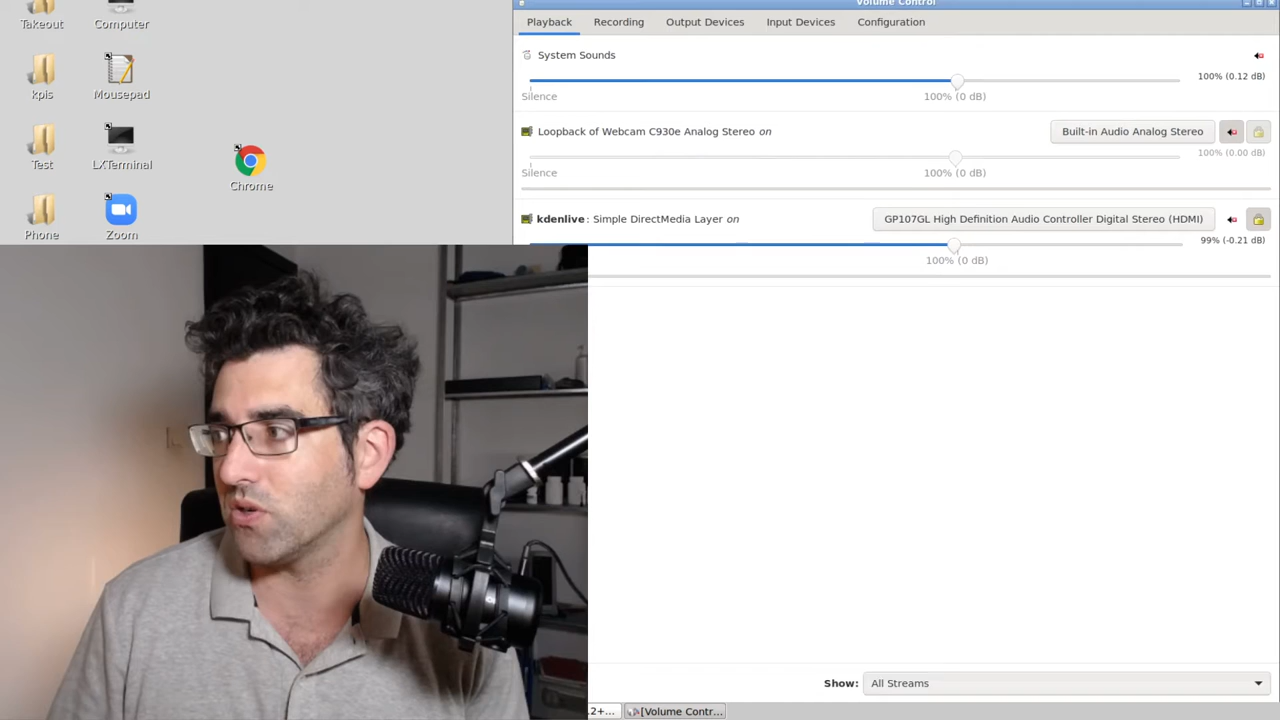 Takeout
Computer
kpis
Mousepad
Test
LXTerminal
Chrome
Phone
Zoom
Volume Control
Playback
Recording
Output Devices
Input Devices
Configuration
System Sounds
100% (0.12 dB)
Silence
100% (0 dB)
Loopback of Webcam C930e Analog Stereo on
Built-in Audio Analog Stereo
100% (0.00 dB)
Silence
100% (0 dB)
kdenlive: Simple DirectMedia Layer on
GP107GL High Definition Audio Controller Digital Stereo (HDMI)
99% (-0.21 dB)
100% (0 dB)
Show:
All Streams
.2+...
[Volume Contr...